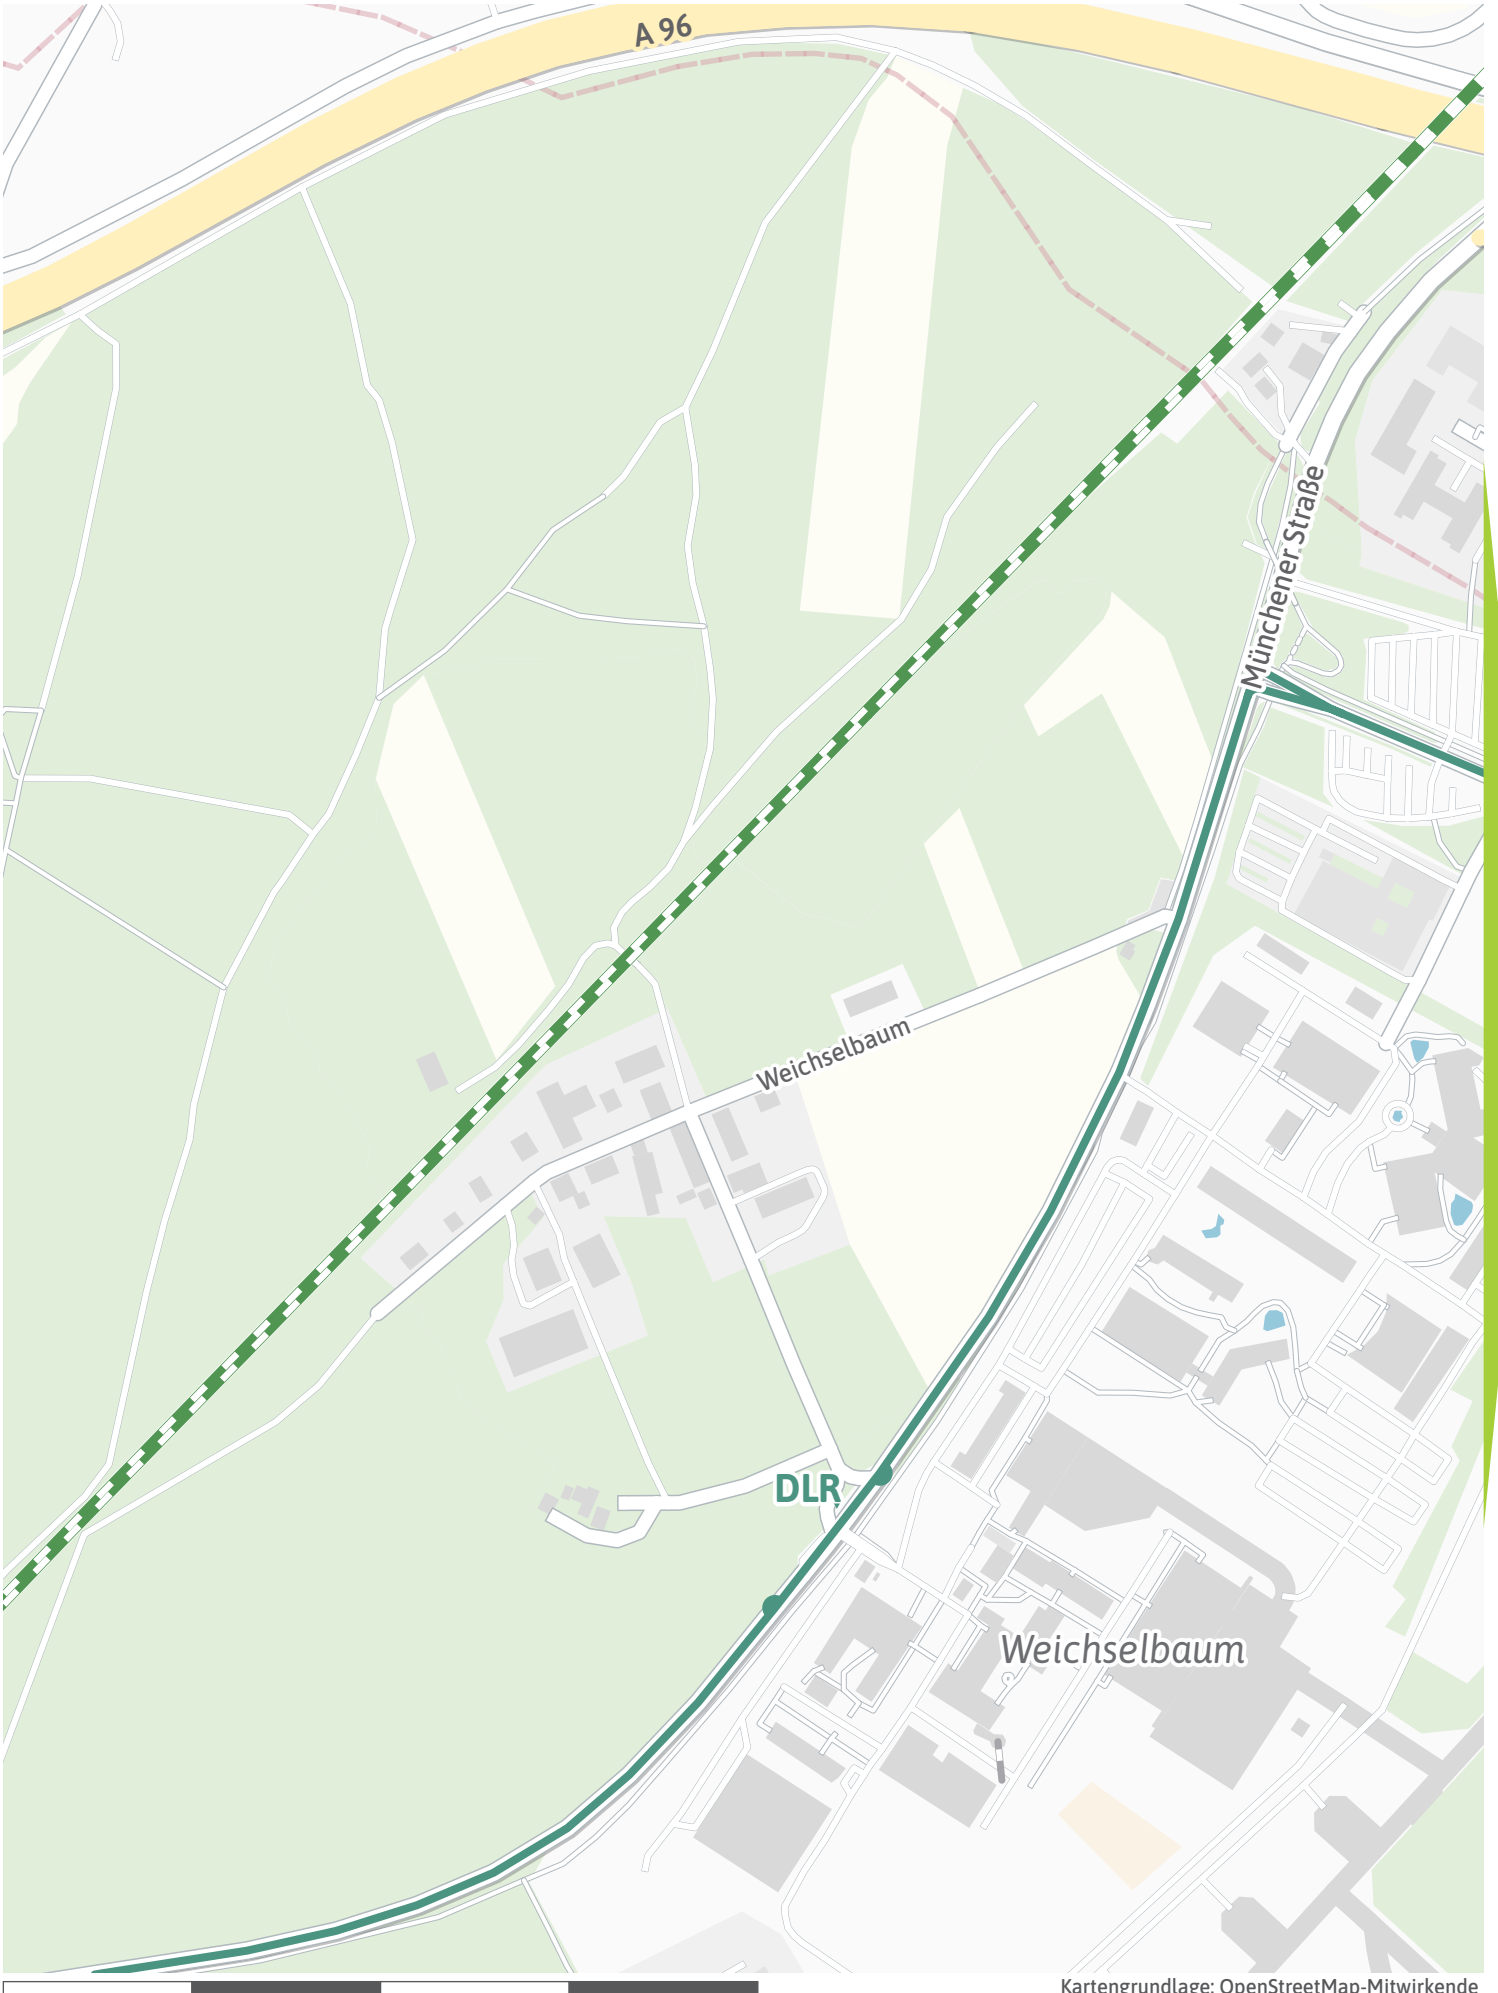 A 96
Münchener Straße
Weichselbaum
DLR
Weichselbaum
Kartengrundlage: OpenStreetMap-Mitwirkende